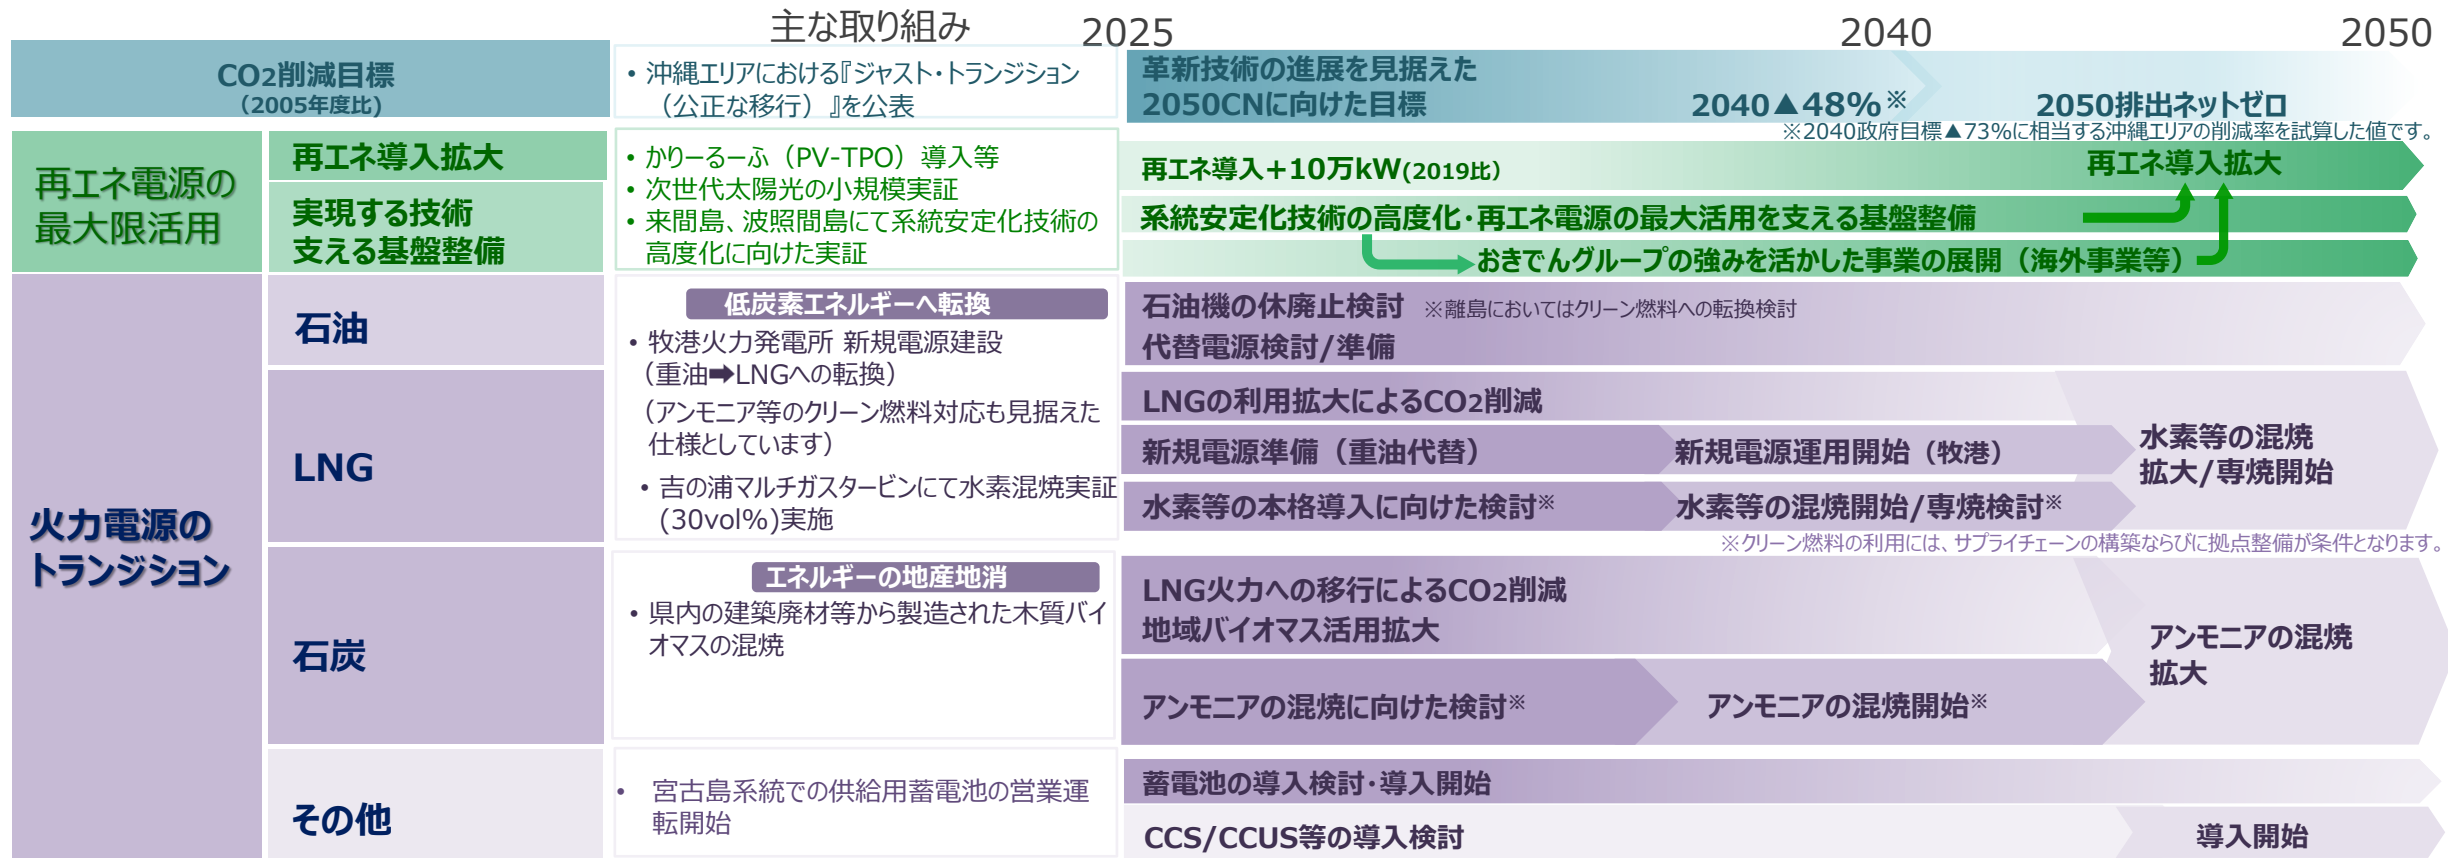 主な取り組み
2025
2040
2050
CO2削減目標
（2005年度比)
• 沖縄エリアにおける『ジャスト・トランジション
（公正な移行）』を公表
革新技術の進展を見据えた
2050CNに向けた目標
2040▲48%※
2050排出ネットゼロ
※2040政府目標▲73%に相当する沖縄エリアの削減率を試算した値です。
再エネ電源の
最大限活用
再エネ導入拡大
実現する技術
支える基盤整備
• かりーるーふ（PV-TPO）導入等
• 次世代太陽光の小規模実証
• 来間島、波照間島にて系統安定化技術の
高度化に向けた実証
再エネ導入+10万kW(2019比)
再エネ導入拡大
系統安定化技術の高度化・再エネ電源の最大活用を支える基盤整備
おきでんグループの強みを活かした事業の展開（海外事業等）
火力電源の
トランジション
石油
低炭素エネルギーへ転換
• 牧港火力発電所 新規電源建設
（重油➡LNGへの転換）
（アンモニア等のクリーン燃料対応も見据えた
仕様としています）
• 吉の浦マルチガスタービンにて水素混焼実証
(30vol%)実施
石油機の休廃止検討 ※離島においてはクリーン燃料への転換検討
代替電源検討/準備
LNG
LNGの利用拡大によるCO2削減
新規電源準備（重油代替）
新規電源運用開始（牧港）
水素等の本格導入に向けた検討※
水素等の混焼開始/専焼検討※
水素等の混焼
拡大/専焼開始
※クリーン燃料の利用には、サプライチェーンの構築ならびに拠点整備が条件となります。
石炭
エネルギーの地産地消
• 県内の建築廃材等から製造された木質バイ
オマスの混焼
LNG火力への移行によるCO2削減
地域バイオマス活用拡大
アンモニアの混焼に向けた検討※
アンモニアの混焼開始※
アンモニアの混焼
拡大
その他
• 宮古島系統での供給用蓄電池の営業運
転開始
蓄電池の導入検討・導入開始
CCS/CCUS等の導入検討
導入開始